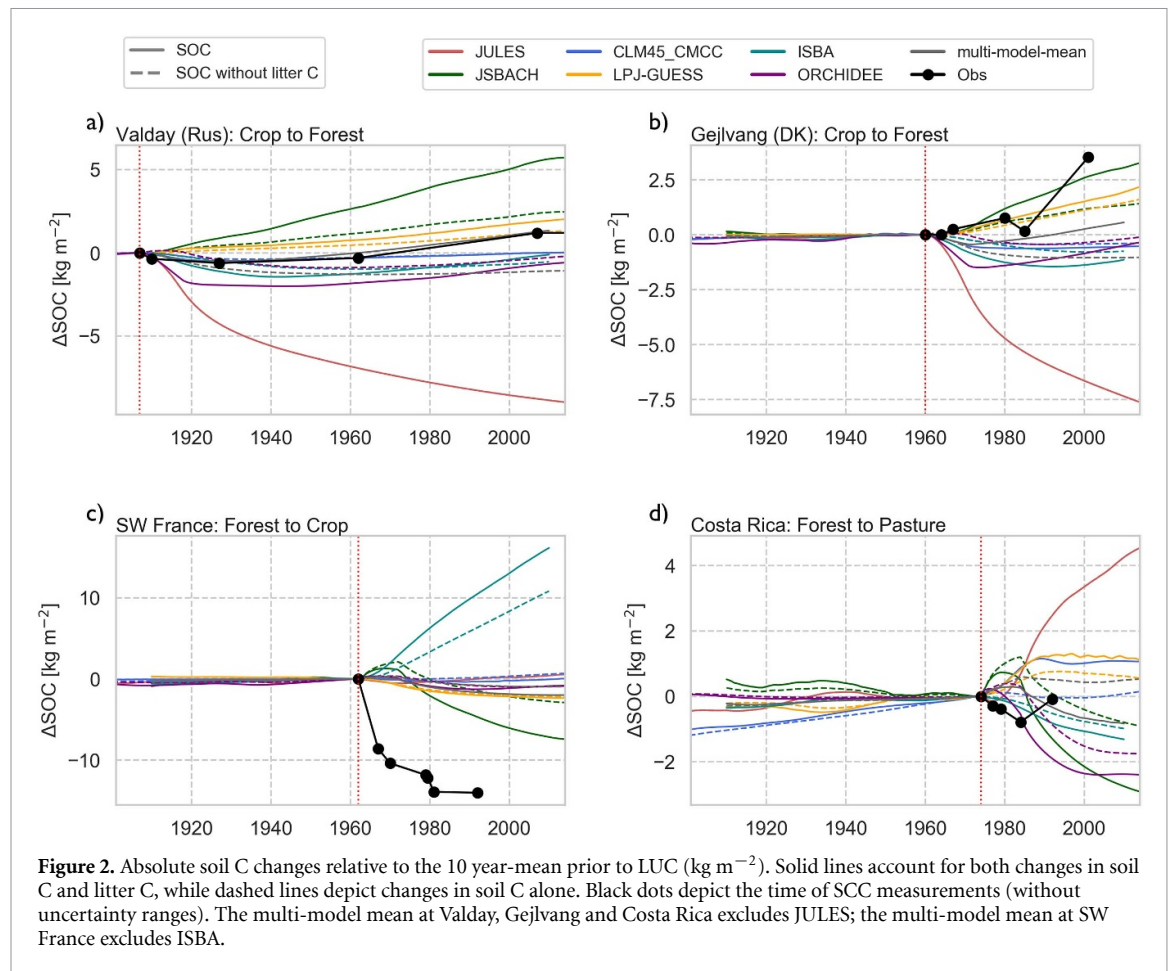 SOC
SOC without litter C
JULES
CLM45_CMCC
ISBA
multi-model-mean
JSBACH
LPJ-GUESS
ORCHIDEE
Obs
a)
Valday (Rus): Crop to Forest
5
0
−5
ΔSOC [kg m−2]
1920 1940 1960 1980 2000
b)
Gejlvang (DK): Crop to Forest
2.5
0.0
−2.5
−5.0
−7.5
ΔSOC [kg m−2]
1920 1940 1960 1980 2000
c)
SW France: Forest to Crop
10
0
−10
ΔSOC [kg m−2]
1920 1940 1960 1980 2000
d)
Costa Rica: Forest to Pasture
4
2
0
−2
ΔSOC [kg m−2]
1920 1940 1960 1980 2000
Figure 2. Absolute soil C changes relative to the 10 year-mean prior to LUC (kg m−2). Solid lines account for both changes in soil
C and litter C, while dashed lines depict changes in soil C alone. Black dots depict the time of SCC measurements (without
uncertainty ranges). The multi-model mean at Valday, Gejlvang and Costa Rica excludes JULES; the multi-model mean at SW
France excludes ISBA.